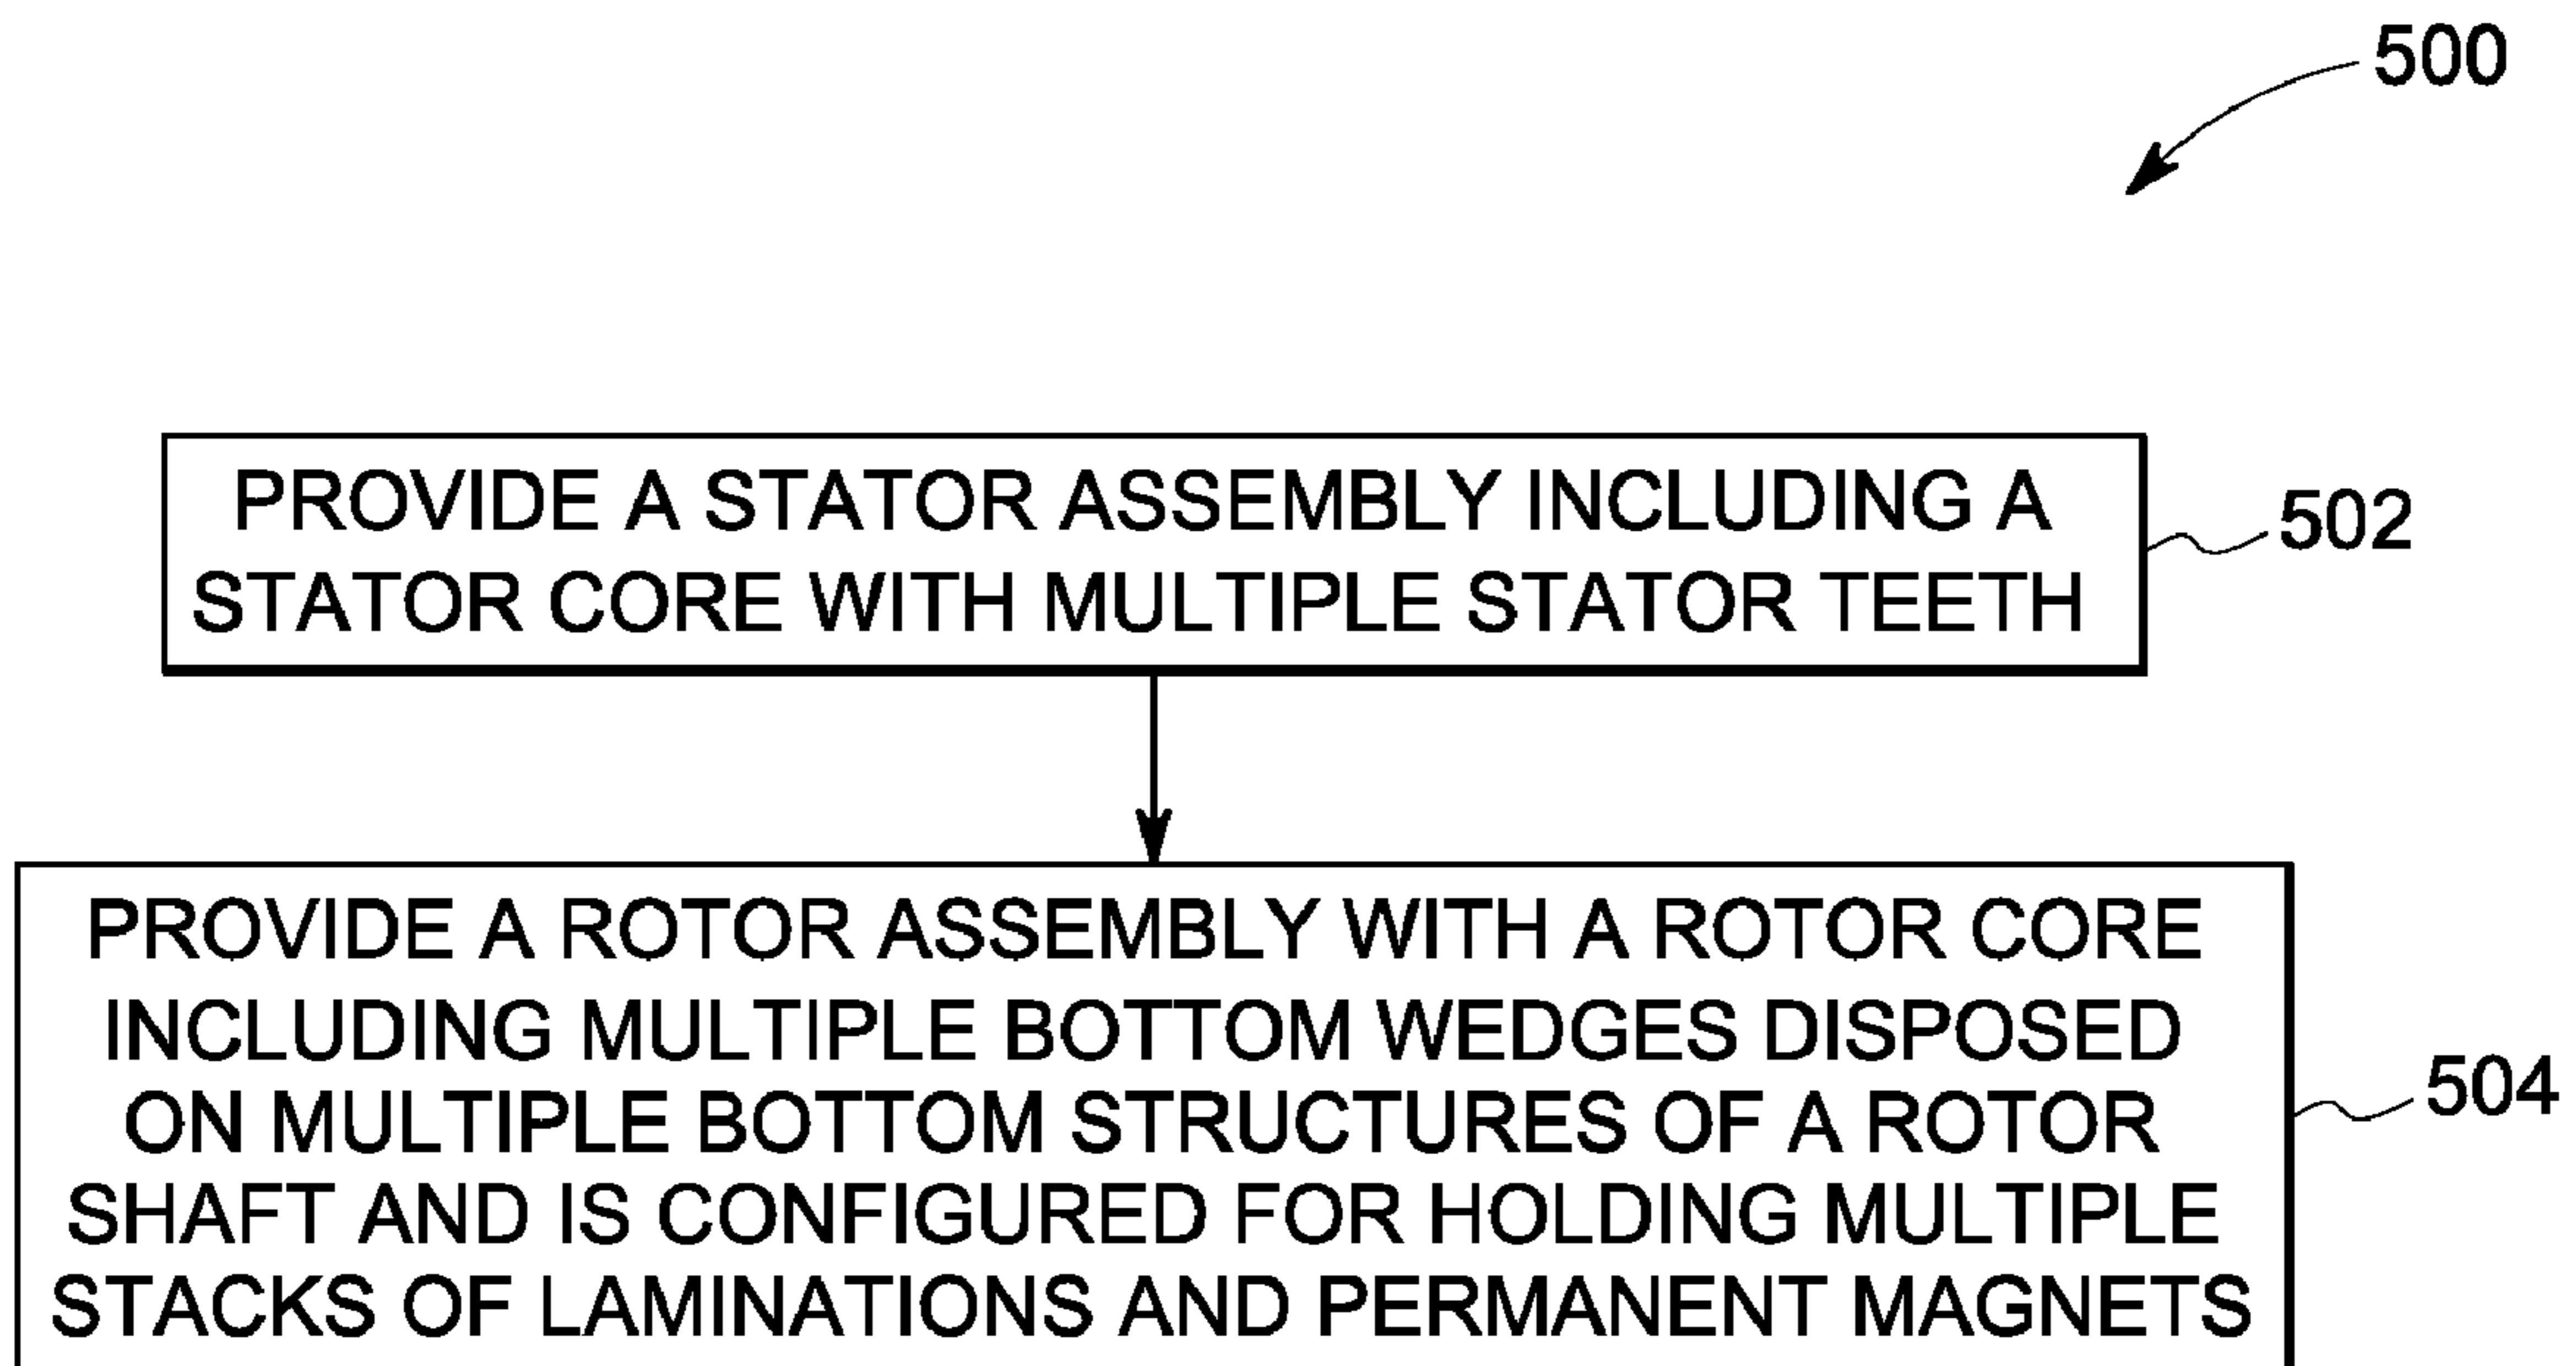 500
PROVIDE A STATOR ASSEMBLY INCLUDING A
STATOR CORE WITH MULTIPLE STATOR TEETH
502
PROVIDE A ROTOR ASSEMBLY WITH A ROTOR CORE
INCLUDING MULTIPLE BOTTOM WEDGES DISPOSED
ON MULTIPLE BOTTOM STRUCTURES OF A ROTOR
SHAFT AND IS CONFIGURED FOR HOLDING MULTIPLE
STACKS OF LAMINATIONS AND PERMANENT MAGNETS
504